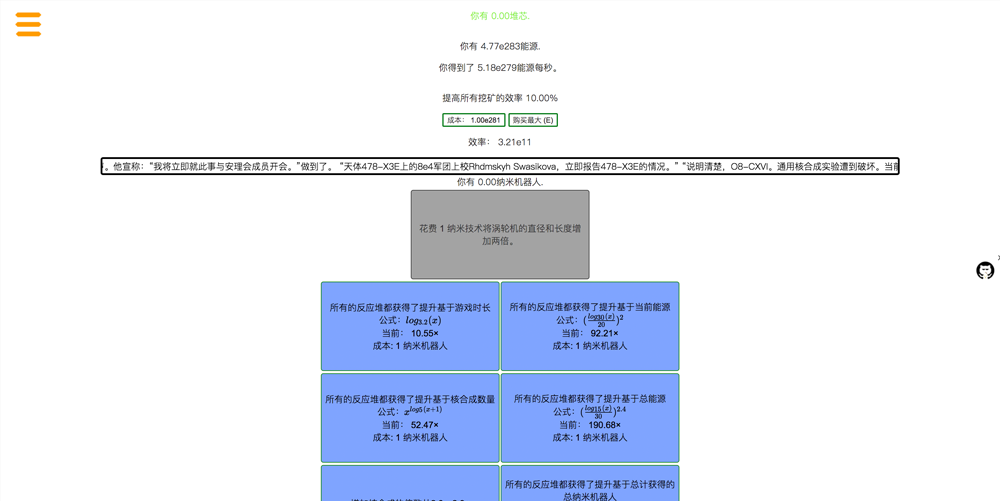 你有 0.00堆芯.
你有 4.77e283能源.
你得到了 5.18e279能源每秒。
提高所有挖矿的效率 10.00%
成本： 1.00e281 购买最大 (E)
效率： 3.21e11
。他宣称：“我将立即就此事与安理会成员开会。”做到了。 “天体478-X3E上的8e4军团上校Rhdmskyh Swasikova，立即报告478-X3E的情况。” “说明清楚，O8-CXVI。通用核合成实验遭到破坏。当前
你有 0.00纳米机器人.
花费 1 纳米技术将涡轮机的直径和长度增
加两倍。
所有的反应堆都获得了提升基于游戏时长
公式：log3.2(x)
当前： 10.55×
成本: 1 纳米机器人
所有的反应堆都获得了提升基于当前能源
公式：(log30(x)/20)^2
当前： 92.21×
成本: 1 纳米机器人
所有的反应堆都获得了提升基于核合成数量
公式：x^log5(x+1)
当前： 52.47×
成本: 1 纳米机器人
所有的反应堆都获得了提升基于总能源
公式：(log15(x)/30)^2.4
当前： 190.68×
成本: 1 纳米机器人
所有的反应堆都获得了提升基于总计获得的
总纳米机器人